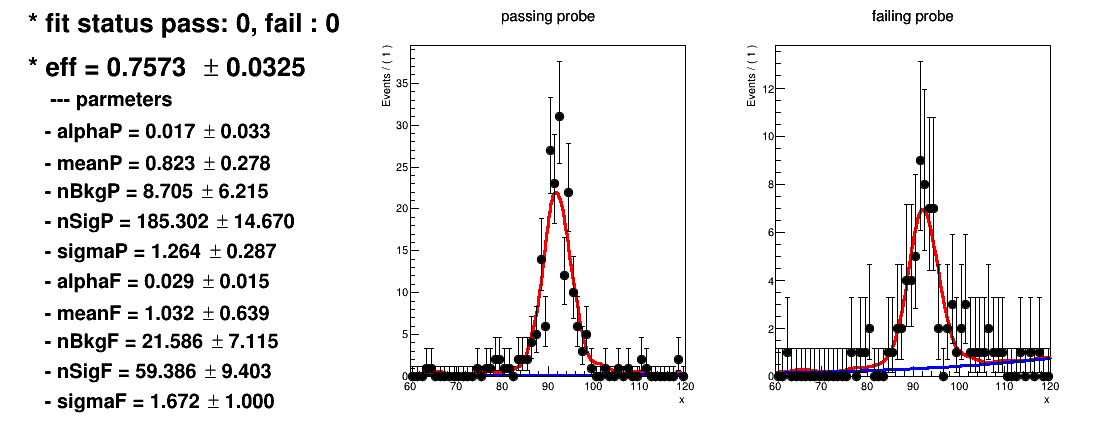 * fit status pass: 0, fail : 0
* eff = 0.7573 ± 0.0325
--- parmeters
- alphaP = 0.017 ± 0.033
- meanP = 0.823 ± 0.278
- nBkgP = 8.705 ± 6.215
- nSigP = 185.302 ± 14.670
- sigmaP = 1.264 ± 0.287
- alphaF = 0.029 ± 0.015
- meanF = 1.032 ± 0.639
- nBkgF = 21.586 ± 7.115
- nSigF = 59.386 ± 9.403
- sigmaF = 1.672 ± 1.000
passing probe
Events / ( 1 )
35
30
25
20
15
10
5
0
60 70 80 90 100 110 120
x
failing probe
Events / ( 1 )
12
10
8
6
4
2
0
60 70 80 90 100 110 120
x